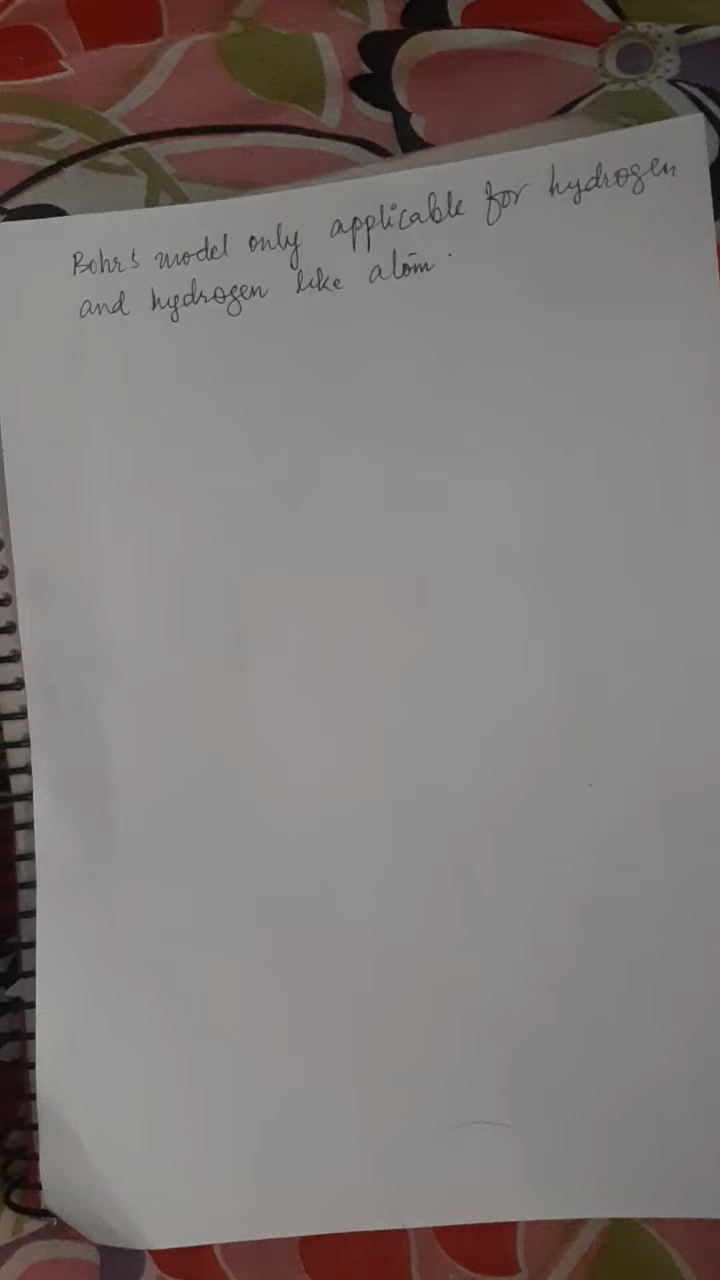 Bohr's model only applicable for hydrogen
and hydrogen like atom.